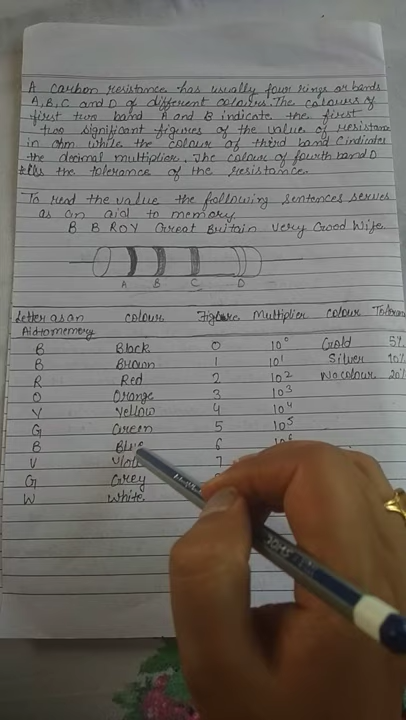 A carbon resistance has usually four rings or bands
A, B, C and D of different colours. The colours of
first two band A and B indicate the first
two significant figures of the value of resistance
in ohm while the colour of third band C indicates
the decimal multiplier. The colour of fourth band D
tells the tolerance of the resistance.
To read the value the following sentences serves
as an aid to memory
B B ROY Great Britain Very Good Wife.
A B C D
Letter as an colour Figure Multiplier colour Toleran
Aid to memory
B Black 0 10⁰ Gold 5%
B Brown 1 10¹ Silver 10%
R Red 2 10² No colour 20%
O Orange 3 10³
Y Yellow 4 10⁴
G Green 5 10⁵
B Blue 6 10⁶
V Viole 7
G Grey
W White